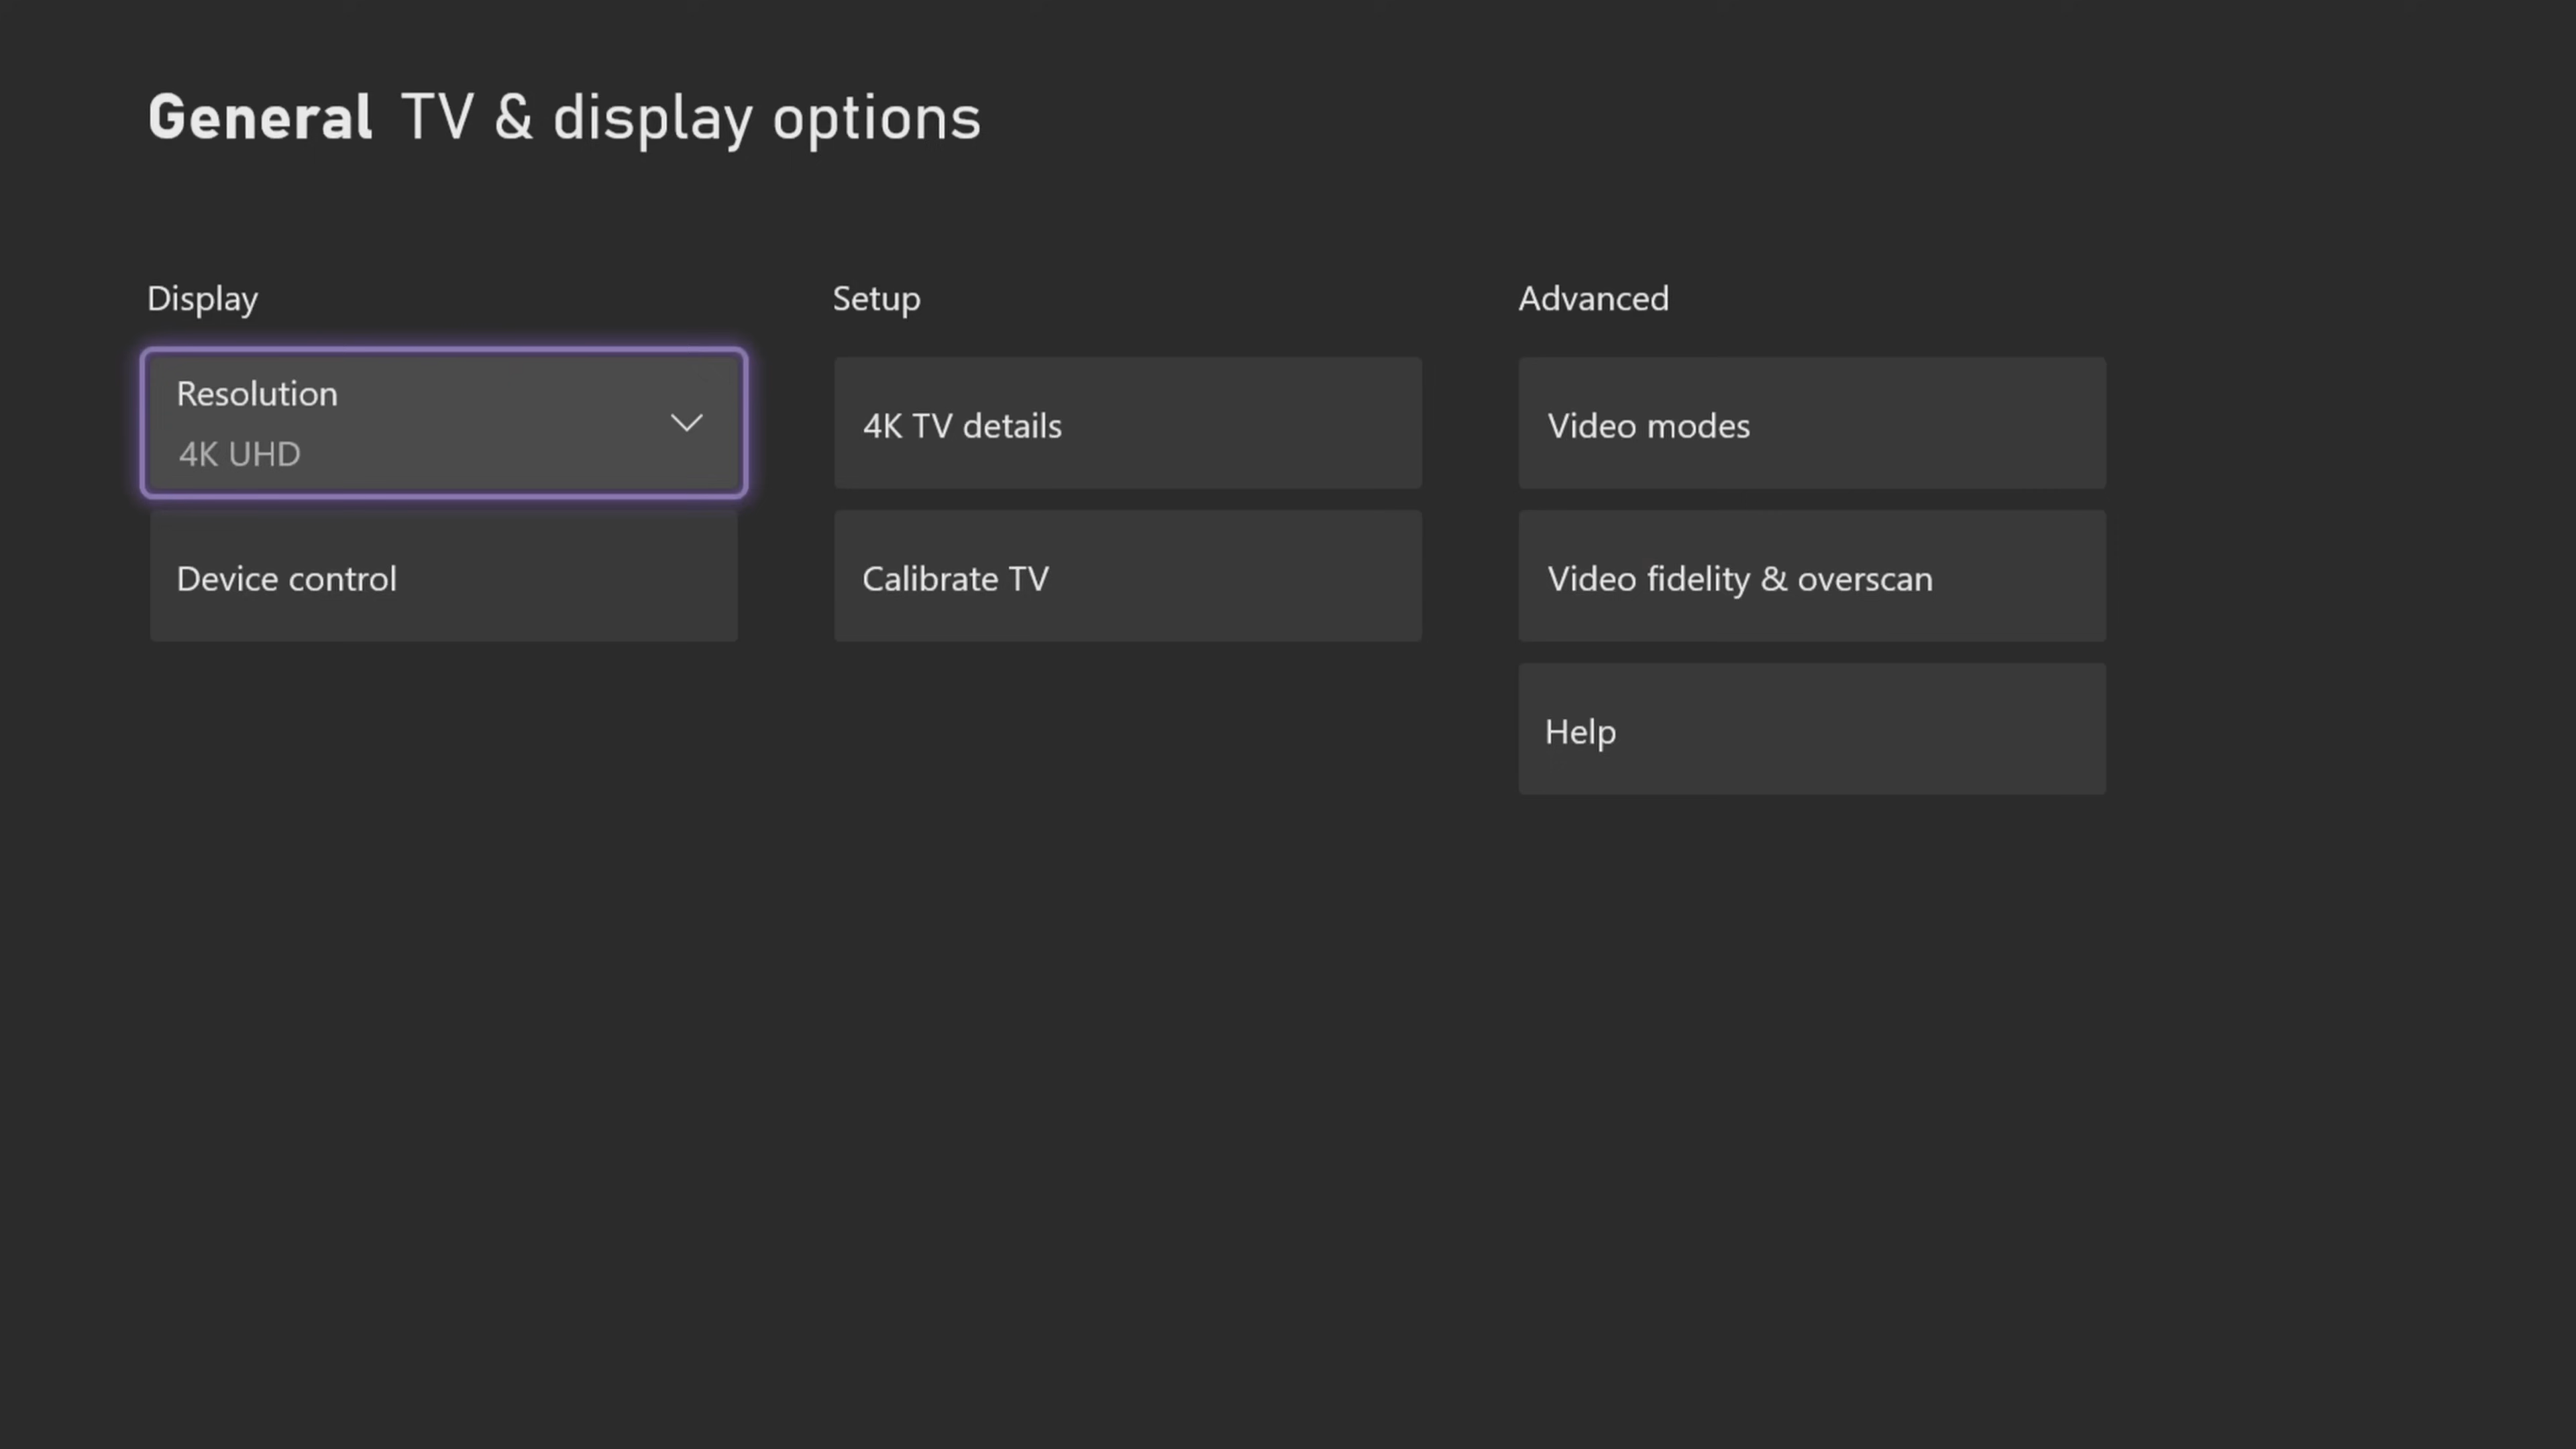 General TV & display options
Display
Resolution
4K UHD
Device control
Setup
4K TV details
Calibrate TV
Advanced
Video modes
Video fidelity & overscan
Help